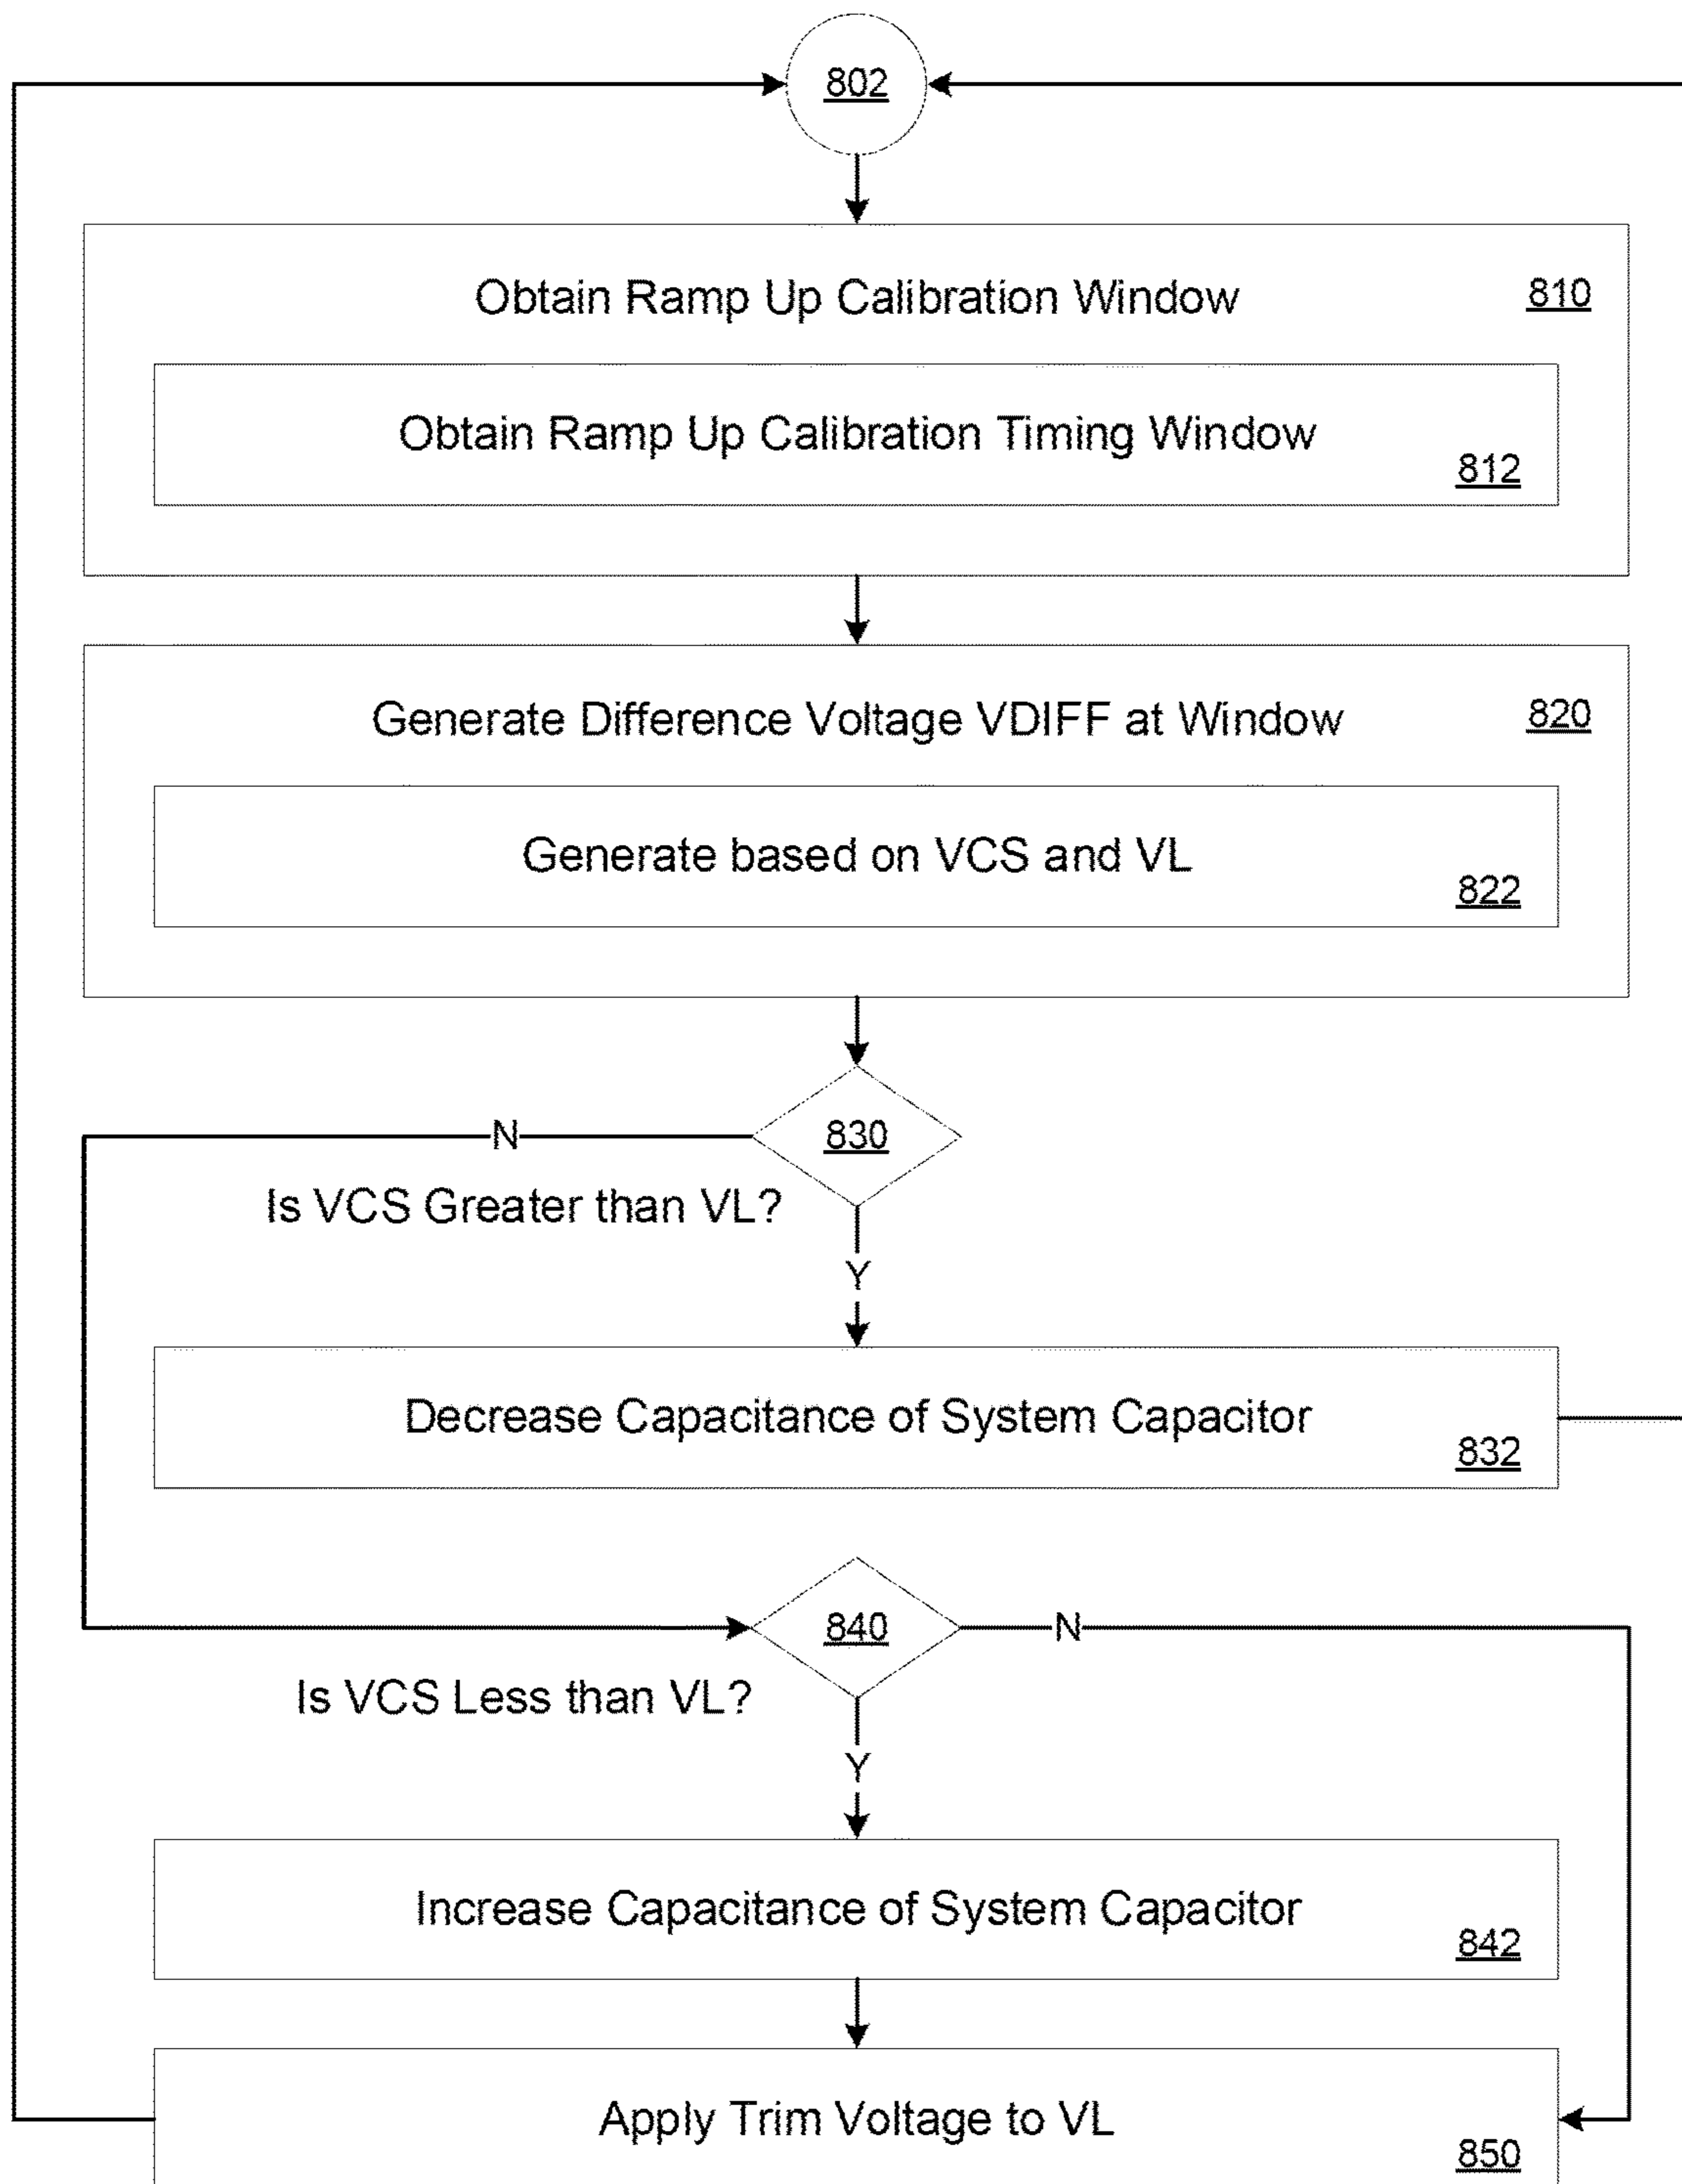 802
Obtain Ramp Up Calibration Window
810
Obtain Ramp Up Calibration Timing Window
812
Generate Difference Voltage VDIFF at Window
820
Generate based on VCS and VL
822
N
830
Is VCS Greater than VL?
Y
Decrease Capacitance of System Capacitor
832
840
N
Is VCS Less than VL?
Y
Increase Capacitance of System Capacitor
842
Apply Trim Voltage to VL
850